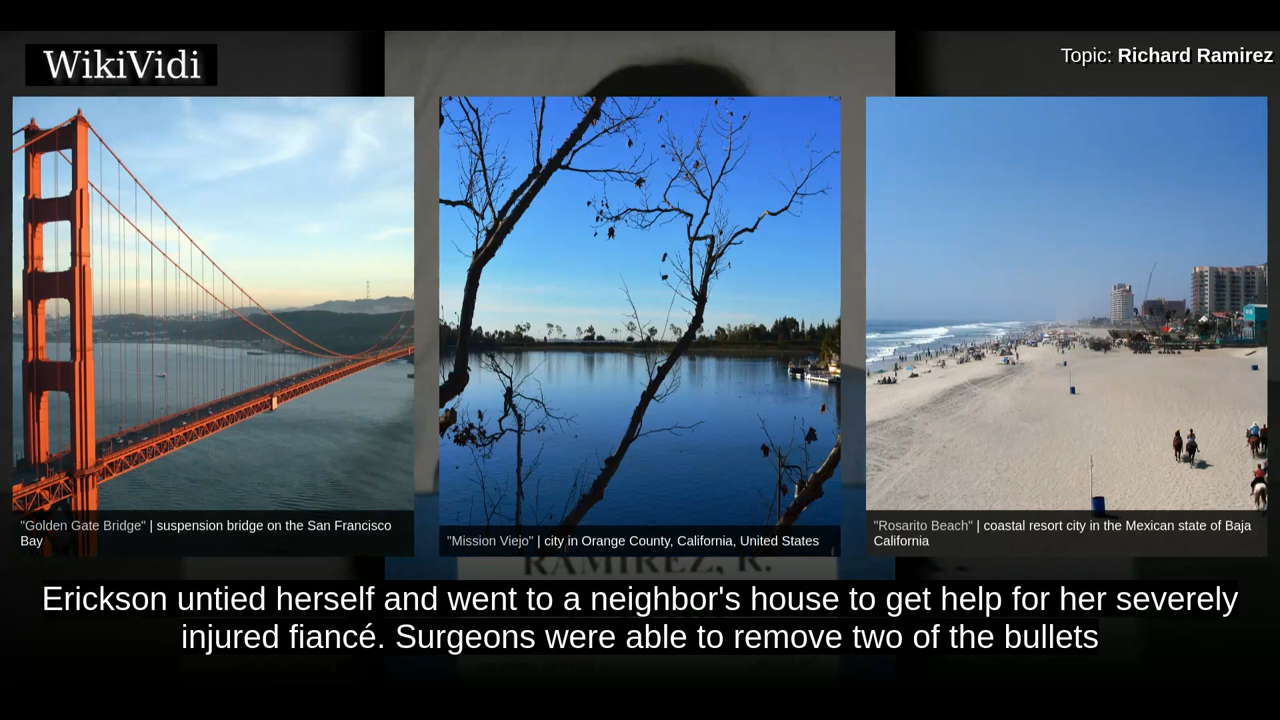 WikiVidi
Topic: Richard Ramirez
"Golden Gate Bridge" | suspension bridge on the San Francisco
Bay
"Mission Viejo" | city in Orange County, California, United States
"Rosarito Beach" | coastal resort city in the Mexican state of Baja
California
RAMIREZ, R.
Erickson untied herself and went to a neighbor's house to get help for her severely
injured fiancé. Surgeons were able to remove two of the bullets